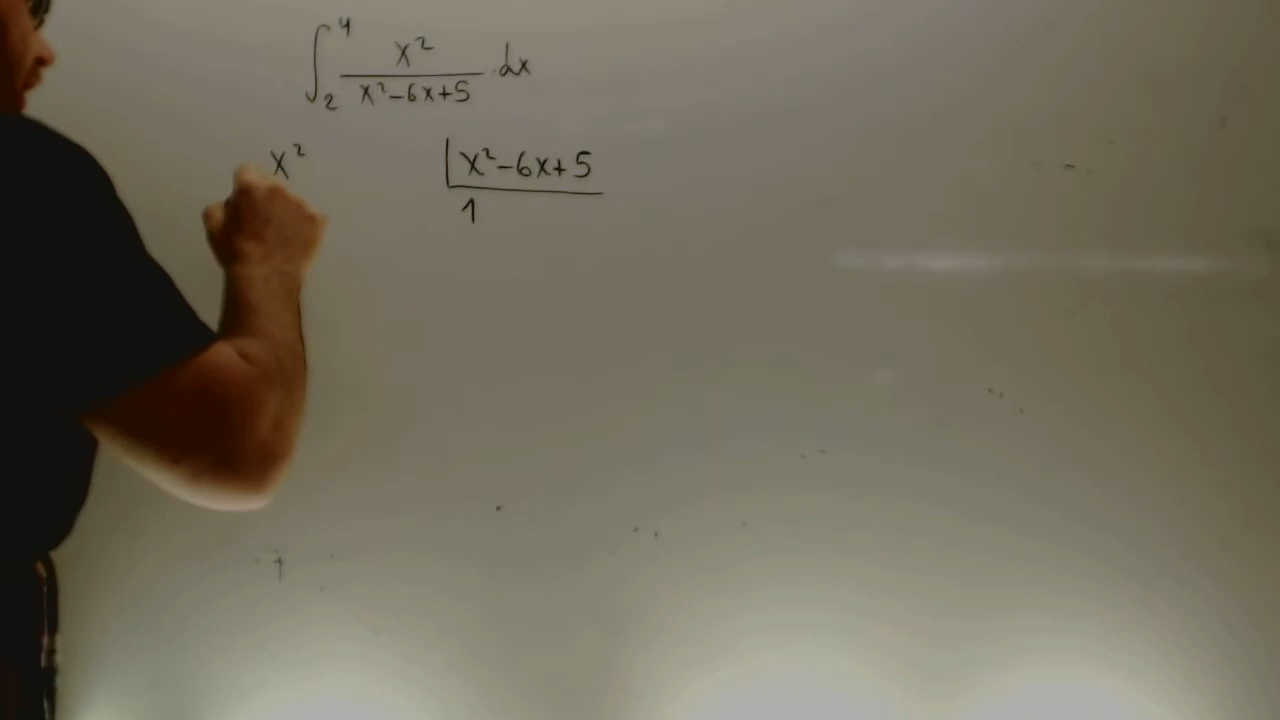 ∫₂⁴ x²/(x²-6x+5) dx
x² |x²-6x+5
1